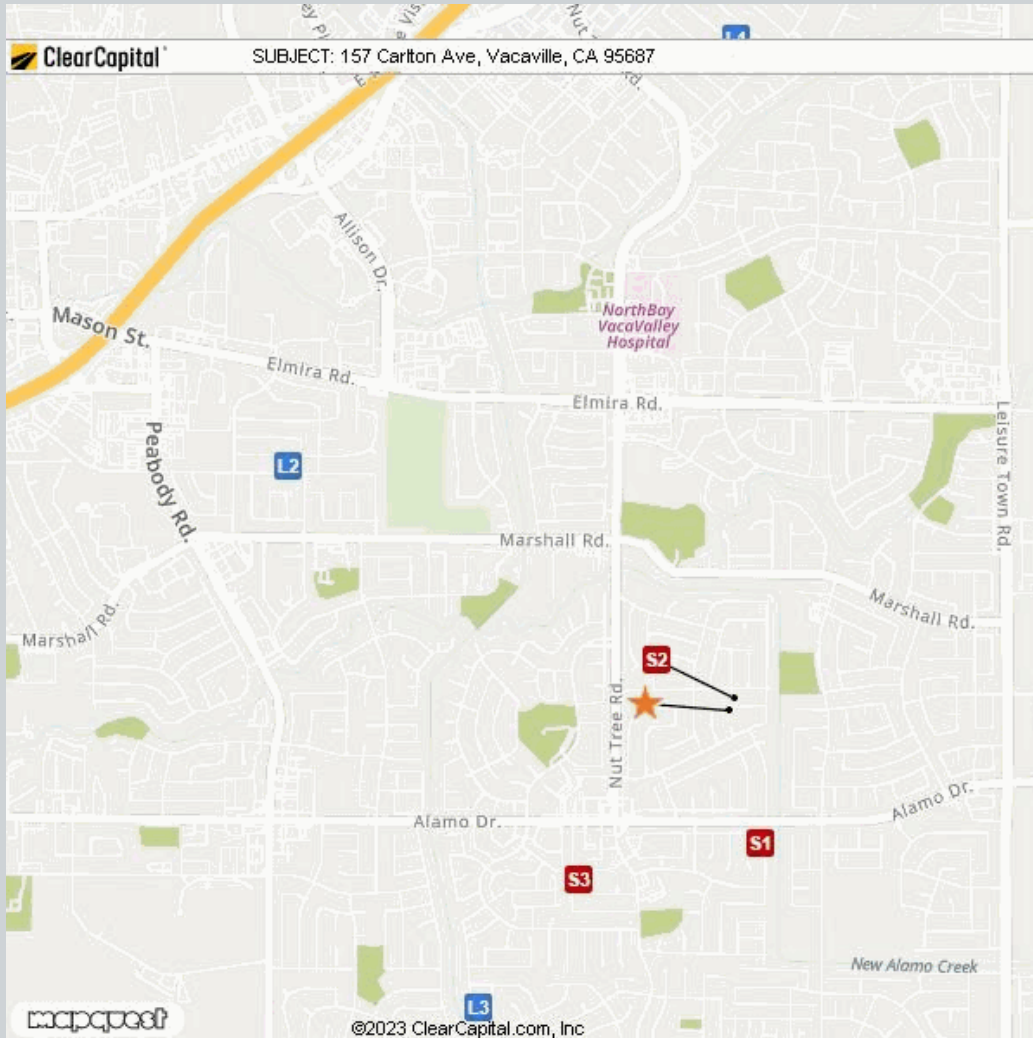 Nut
ClearCapital
SUBJECT: 157 Carlton Ave, Vacaville, CA 95687
Rd.
Allison Dr.
NorthBay
VacaValley
Hospital
Mason St.
Elmira Rd.
Elmira Rd.
Leisure Town Rd.
Peabody Rd.
L2
Marshall Rd.
Marshall Rd.
Marshall Rd.
S2
Nut Tree Rd.
Alamo Dr.
Alamo Dr.
S1
S3
New Alamo Creek
L3
mapquest
©2023 ClearCapital.com, Inc